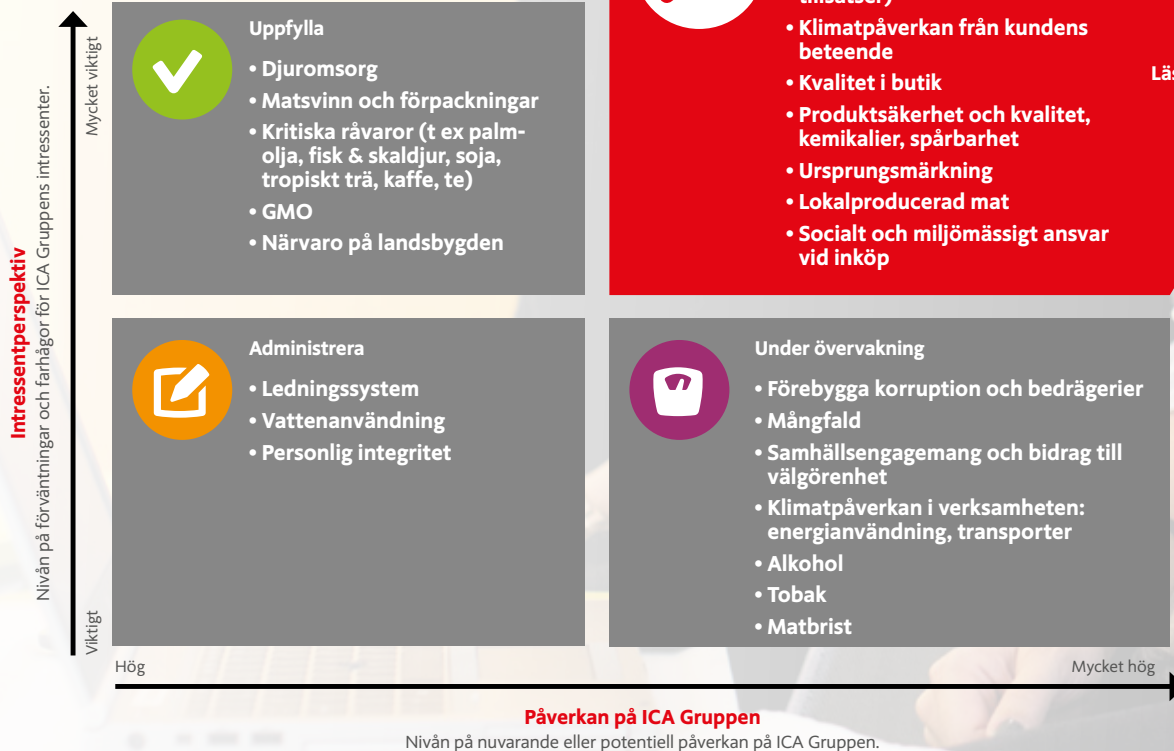 Intressentperspektiv
Nivån på förväntningar och farhågor för ICA Gruppens intressenter.
Mycket viktigt
Viktigt
Uppfylla
• Djuromsorg
• Matsvinn och förpackningar
• Kritiska råvaror (t ex palm-
olja, fisk & skaldjur, soja,
tropiskt trä, kaffe, te)
• GMO
• Närvaro på landsbygden
• Klimatpåverkan från kundens
beteende
• Kvalitet i butik
• Produktsäkerhet och kvalitet,
kemikalier, spårbarhet
• Ursprungsmärkning
• Lokalproducerad mat
• Socialt och miljömässigt ansvar
vid inköp
Administrera
• Ledningssystem
• Vattenanvändning
• Personlig integritet
Under övervakning
• Förebygga korruption och bedrägerier
• Mångfald
• Samhällsengagemang och bidrag till
välgörenhet
• Klimatpåverkan i verksamheten:
energianvändning, transporter
• Alkohol
• Tobak
• Matbrist
Hög
Mycket hög
Påverkan på ICA Gruppen
Nivån på nuvarande eller potentiell påverkan på ICA Gruppen.